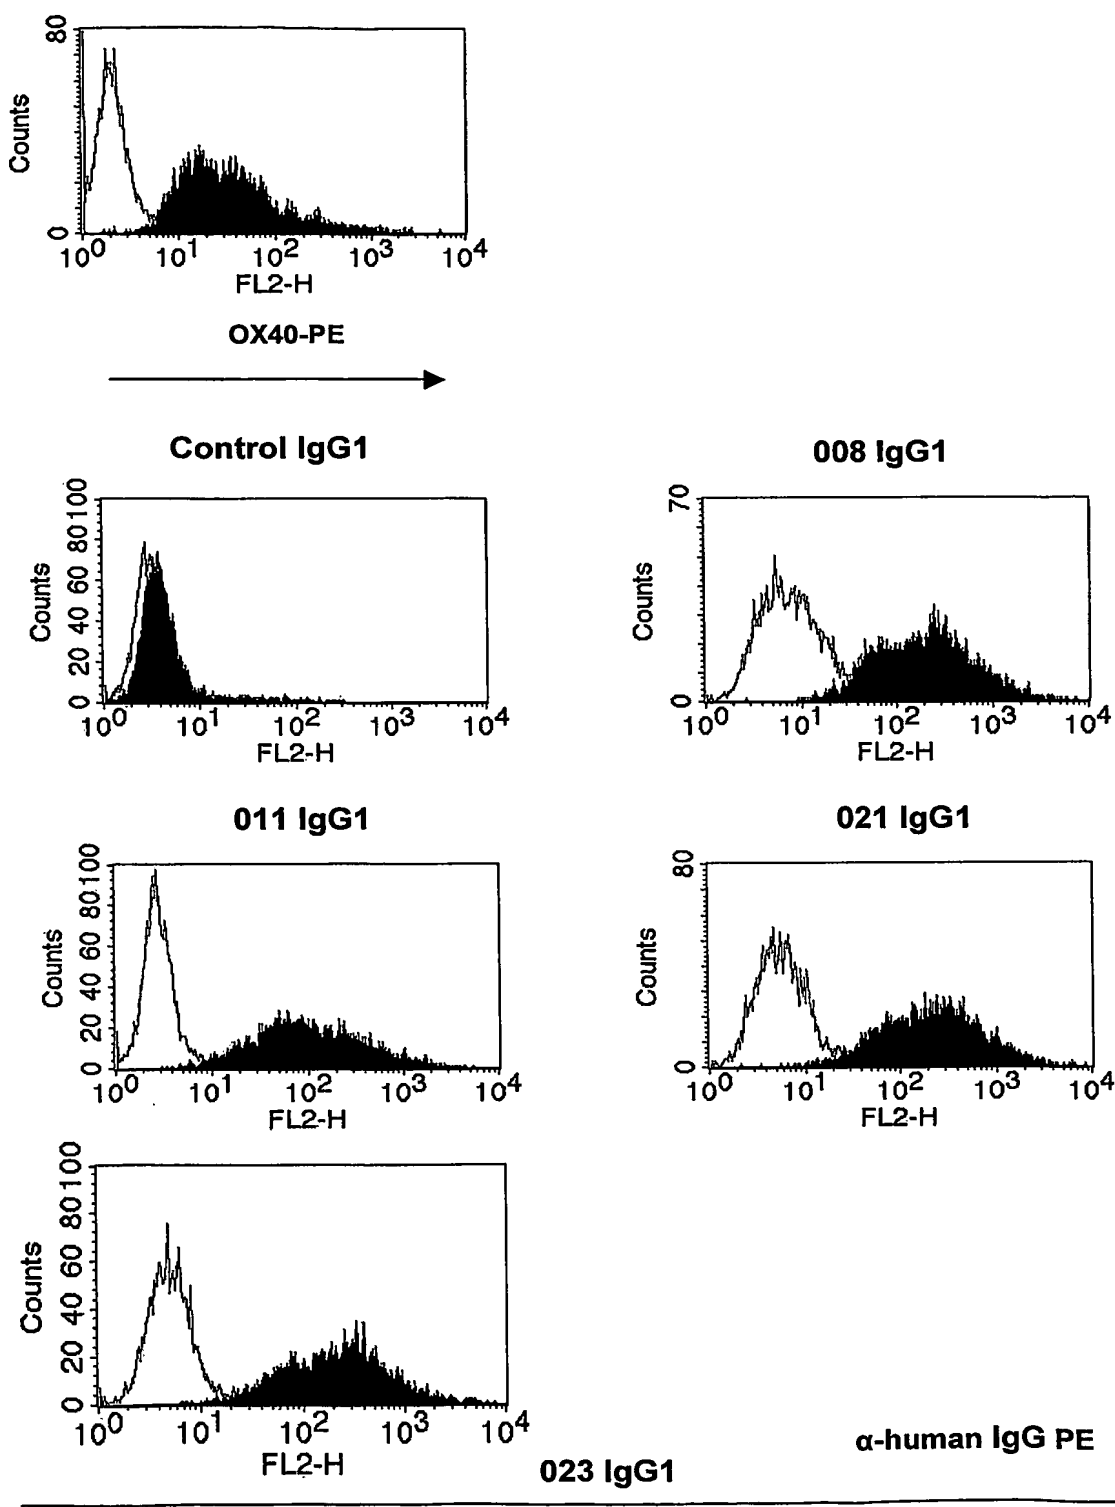 80
Counts
0
10^0 10^1 10^2 10^3 10^4
FL2-H
OX40-PE
Control IgG1
100
80
60
40
20
0
Counts
10^0 10^1 10^2 10^3 10^4
FL2-H
008 IgG1
70
Counts
0
10^0 10^1 10^2 10^3 10^4
FL2-H
011 IgG1
100
80
60
40
20
0
Counts
10^0 10^1 10^2 10^3 10^4
FL2-H
021 IgG1
80
Counts
0
10^0 10^1 10^2 10^3 10^4
FL2-H
100
80
60
40
20
0
Counts
10^0 10^1 10^2 10^3 10^4
FL2-H
023 IgG1
α-human IgG PE